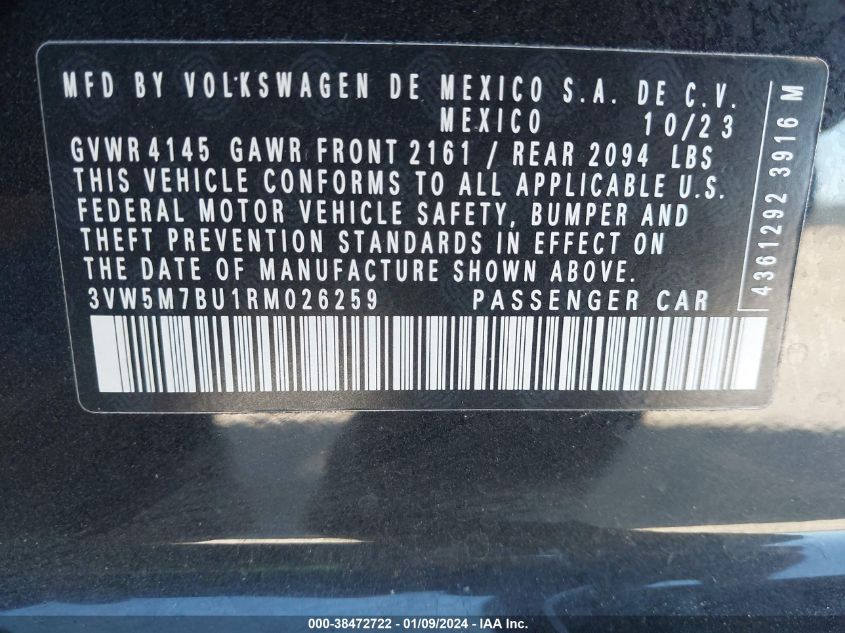 MFD BY VOLKSWAGEN DE MEXICO S.A. DE C.V.
MEXICO 10/23
GVWR 4145 GAWR FRONT 2161 / REAR 2094 LBS
THIS VEHICLE CONFORMS TO ALL APPLICABLE U.S.
FEDERAL MOTOR VEHICLE SAFETY, BUMPER AND
THEFT PREVENTION STANDARDS IN EFFECT ON
THE DATE OF MANUFACTURE SHOWN ABOVE.
3VW5M7BU1RM026259 PASSENGER CAR
4361292 3916 M
000-38472722 - 01/09/2024 - IAA Inc.